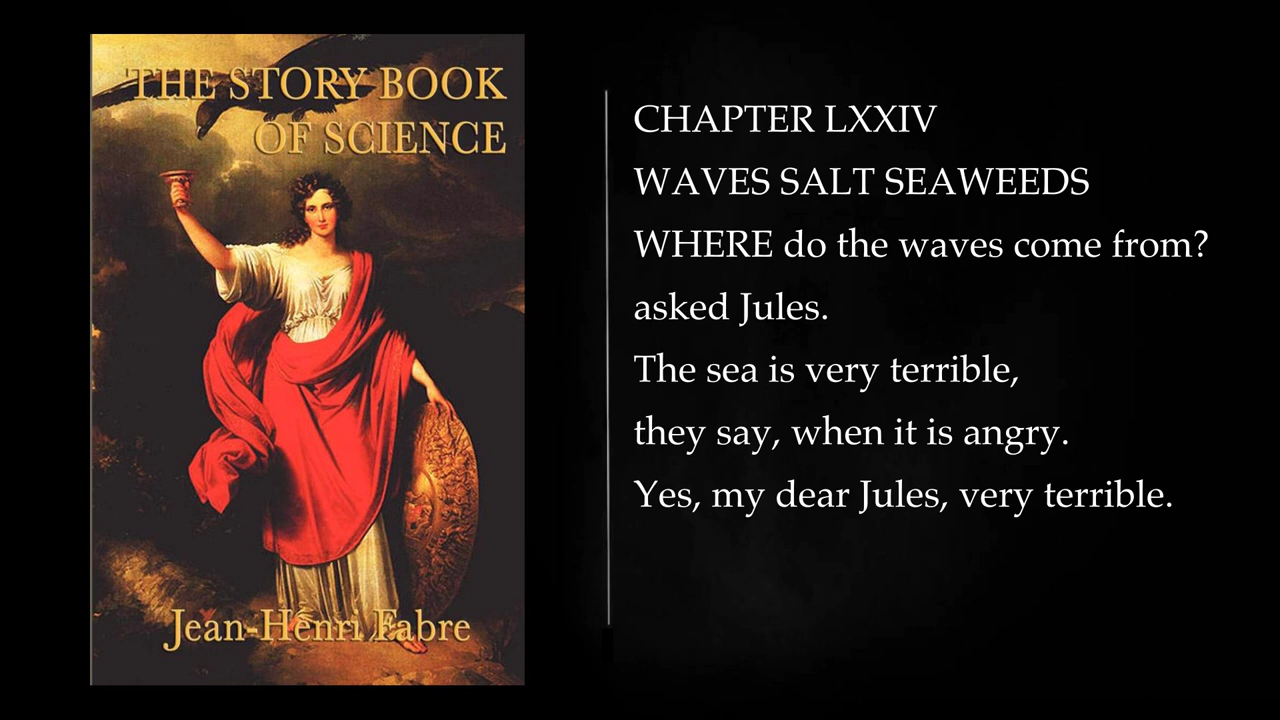 THE STORY BOOK
OF SCIENCE
Jean-Henri Fabre
CHAPTER LXXIV
WAVES SALT SEAWEEDS
WHERE do the waves come from?
asked Jules.
The sea is very terrible,
they say, when it is angry.
Yes, my dear Jules, very terrible.